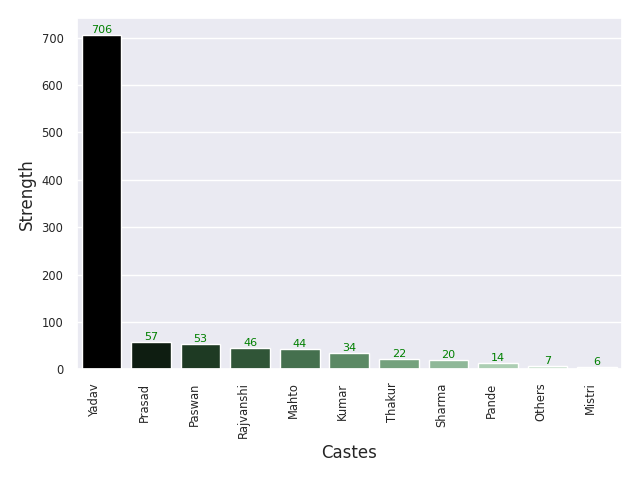 706
700
600
500
400
300
200
100
0
Strength
57
53
46
44
34
22
20
14
7
6
Yadav
Prasad
Paswan
Rajvanshi
Mahto
Kumar
Thakur
Sharma
Pande
Others
Mistri
Castes